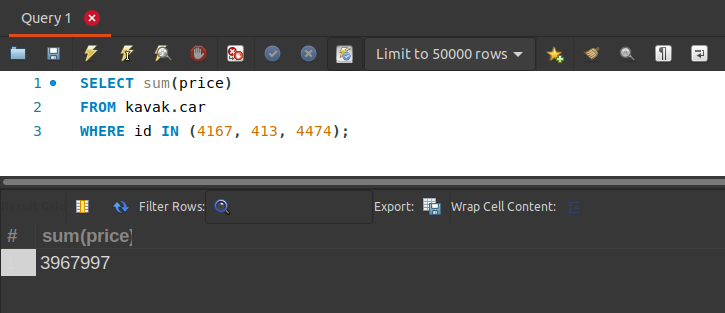 Query 1
Limit to 50000 rows
1 SELECT sum(price)
2 FROM kavak.car
3 WHERE id IN (4167, 413, 4474);
Filter Rows: Export: Wrap Cell Content:
# sum(price)
3967997